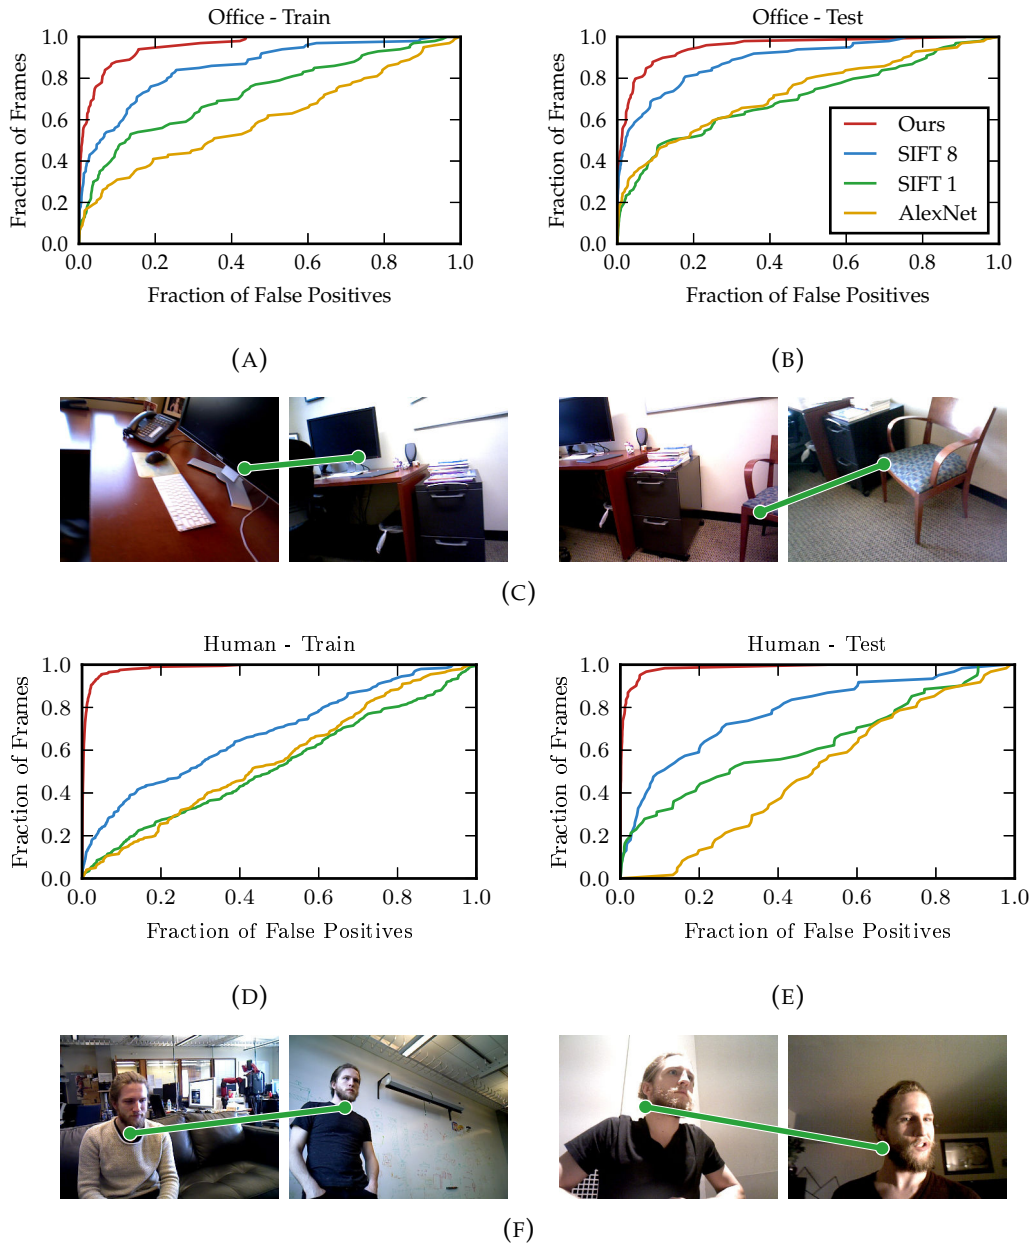 Office - Train
1.0
0.8
0.6
0.4
0.2
0.0
Fraction of Frames
0.0 0.2 0.4 0.6 0.8 1.0
Fraction of False Positives
(A)
Office - Test
1.0
0.8
0.6
0.4
0.2
0.0
Fraction of Frames
Ours
SIFT 8
SIFT 1
AlexNet
0.0 0.2 0.4 0.6 0.8 1.0
Fraction of False Positives
(B)
(C)
Human - Train
1.0
0.8
0.6
0.4
0.2
0.0
Fraction of Frames
0.0 0.2 0.4 0.6 0.8 1.0
Fraction of False Positives
(D)
Human - Test
1.0
0.8
0.6
0.4
0.2
0.0
Fraction of Frames
0.0 0.2 0.4 0.6 0.8 1.0
Fraction of False Positives
(E)
(F)